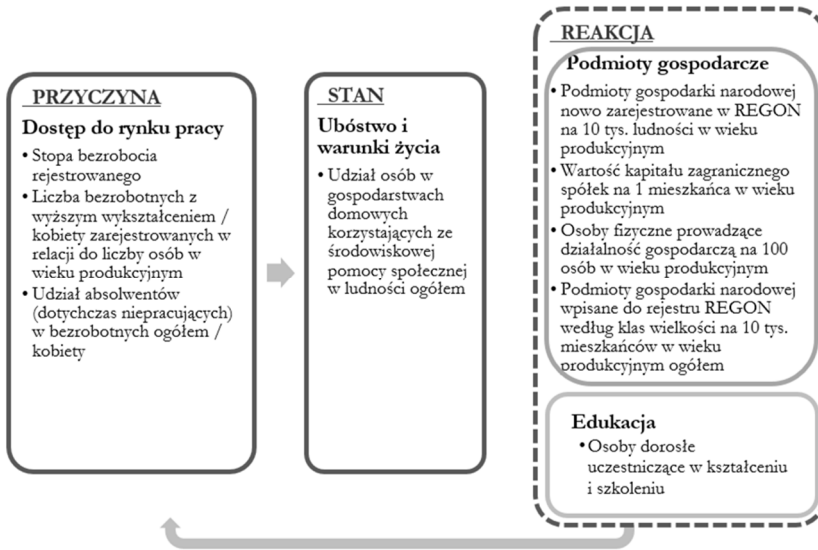 PRZYCZYNA
Dostęp do rynku pracy
• Stopa bezrobocia
rejestrowanego
• Liczba bezrobotnych z
wyższym wykształceniem /
kobiety zarejestrowanych w
relacji do liczby osób w
wieku produkcyjnym
• Udział absolwentów
(dotychczas niepracujących)
w bezrobotnych ogółem /
kobiety
STAN
Ubóstwo i
warunki życia
• Udział osób w
gospodarstwach
domowych
korzystających ze
środowiskowej
pomocy społecznej
w ludności ogółem
REAKCJA
Podmioty gospodarcze
• Podmioty gospodarki narodowej
nowo zarejestrowane w REGON
na 10 tys. ludności w wieku
produkcyjnym
• Wartość kapitału zagranicznego
spółek na 1 mieszkańca w wieku
produkcyjnym
• Osoby fizyczne prowadzące
działalność gospodarczą na 100
osób w wieku produkcyjnym
• Podmioty gospodarki narodowej
wpisane do rejestru REGON
według klas wielkości na 10 tys.
mieszkańców w wieku
produkcyjnym ogółem
Edukacja
• Osoby dorosłe
uczestniczące w kształceniu
i szkoleniu